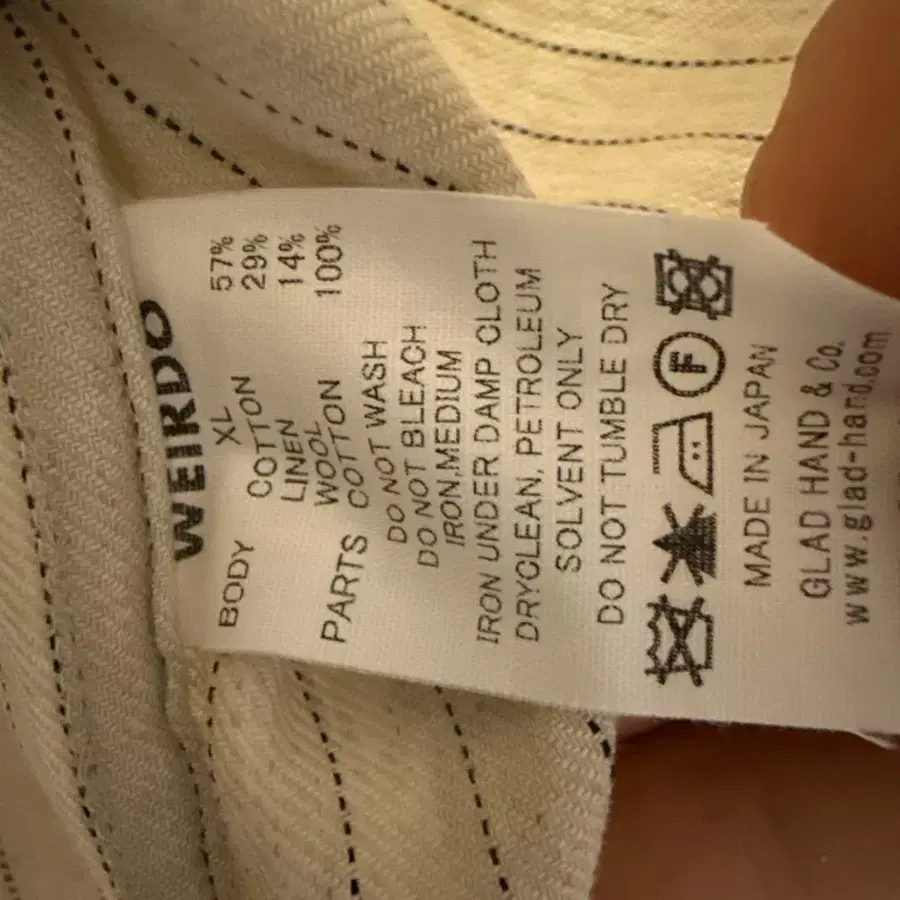 WEIRDO
XL
BODY COTTON 57%
LINEN 29%
WOOL 14%
PARTS COTTON 100%
DO NOT WASH
DO NOT BLEACH
IRON,MEDIUM
IRON UNDER DAMP CLOTH
DRYCLEAN, PETROLEUM
SOLVENT ONLY
DO NOT TUMBLE DRY
F
MADE IN JAPAN
GLAD HAND & Co.
www.glad-hand.com